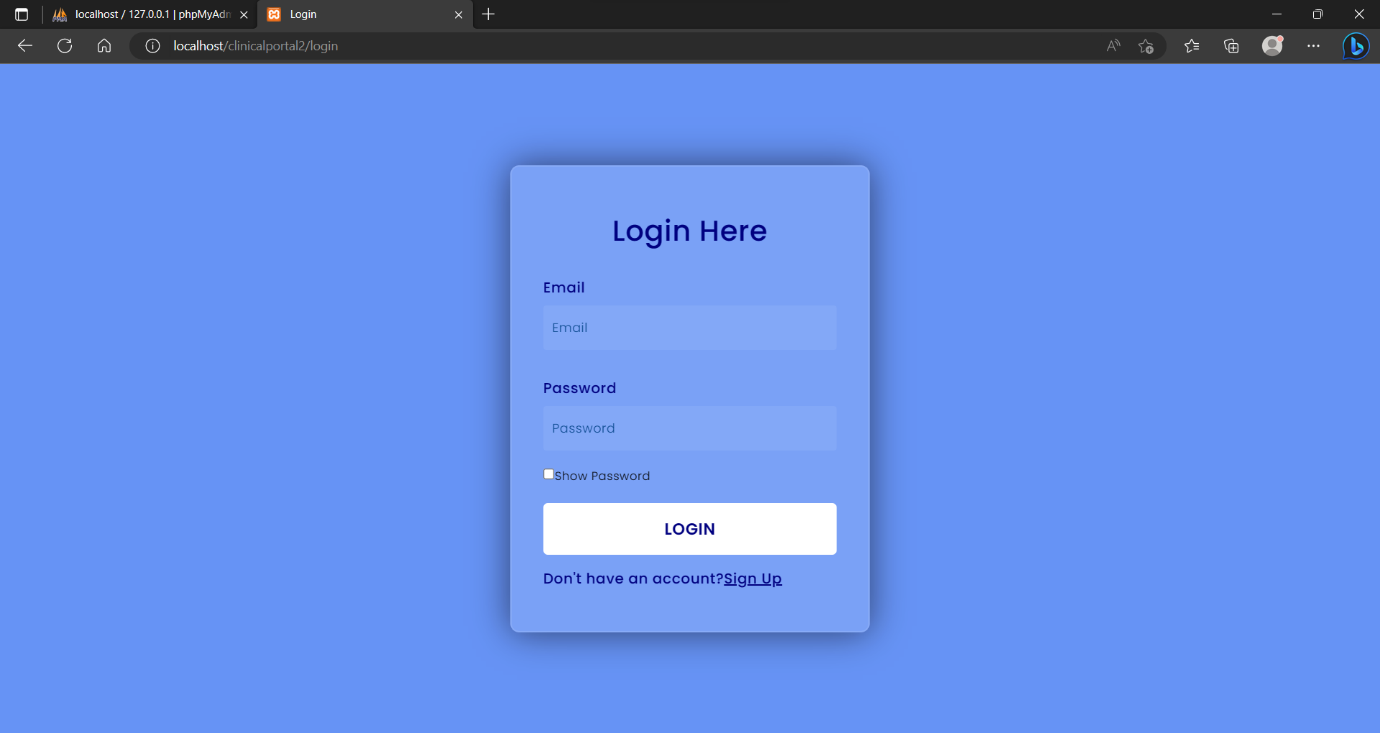 localhost / 127.0.0.1 | phpMyAdm
Login
localhost/clinicalportal2/login
Login Here
Email
Email
Password
Password
Show Password
LOGIN
Don't have an account?Sign Up